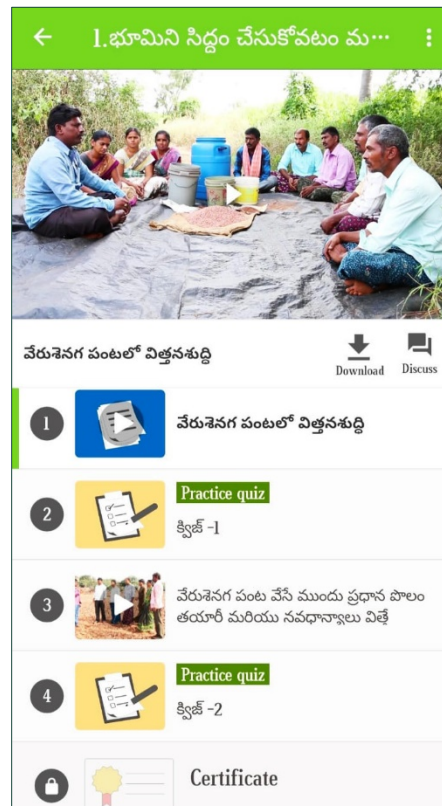 1.భూమిని సిద్దం చేసుకోవటం మ...
వేరుశెనగ పంటలో విత్తనశుద్ధి
Download
Discuss
1
వేరుశెనగ పంటలో విత్తనశుద్ధి
2
Practice quiz
క్విజ్ -1
3
వేరుశెనగ పంట వేసే ముందు ప్రధాన పొలం
తయారీ మరియు నవధాన్యాలు విత్తే
4
Practice quiz
క్విజ్ -2
Certificate